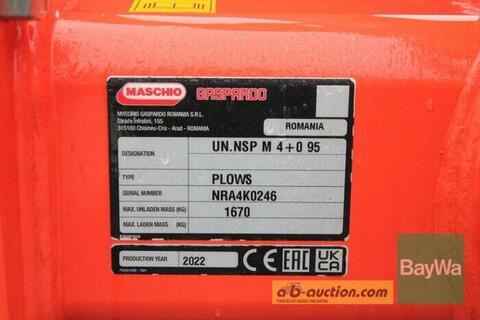 MASCHIO GASPARDO
MASCHIO GASPARDO ROMANIA S.R.L.
Strada Înfratirii, 155
315100 Chisineu-Cris - Arad - ROMANIA
ROMANIA
DESIGNATION UN.NSP M 4+0 95
TYPE PLOWS
SERIAL NUMBER NRA4K0246
MAX. UNLADEN MASS (KG) 1670
MAX. LADEN MASS (KG)
PRODUCTION YEAR 2022 CE EAC UK CA
BayWa
ab-auction.com